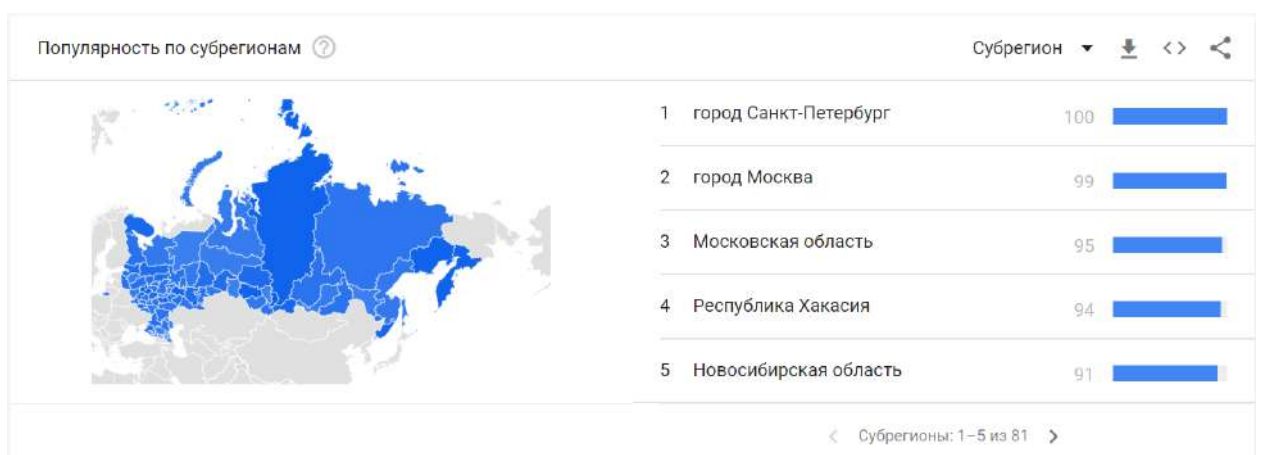 Популярность по субрегионам
Субрегион
1 город Санкт-Петербург 100
2 город Москва 99
3 Московская область 95
4 Республика Хакасия 94
5 Новосибирская область 91
Субрегионы: 1–5 из 81